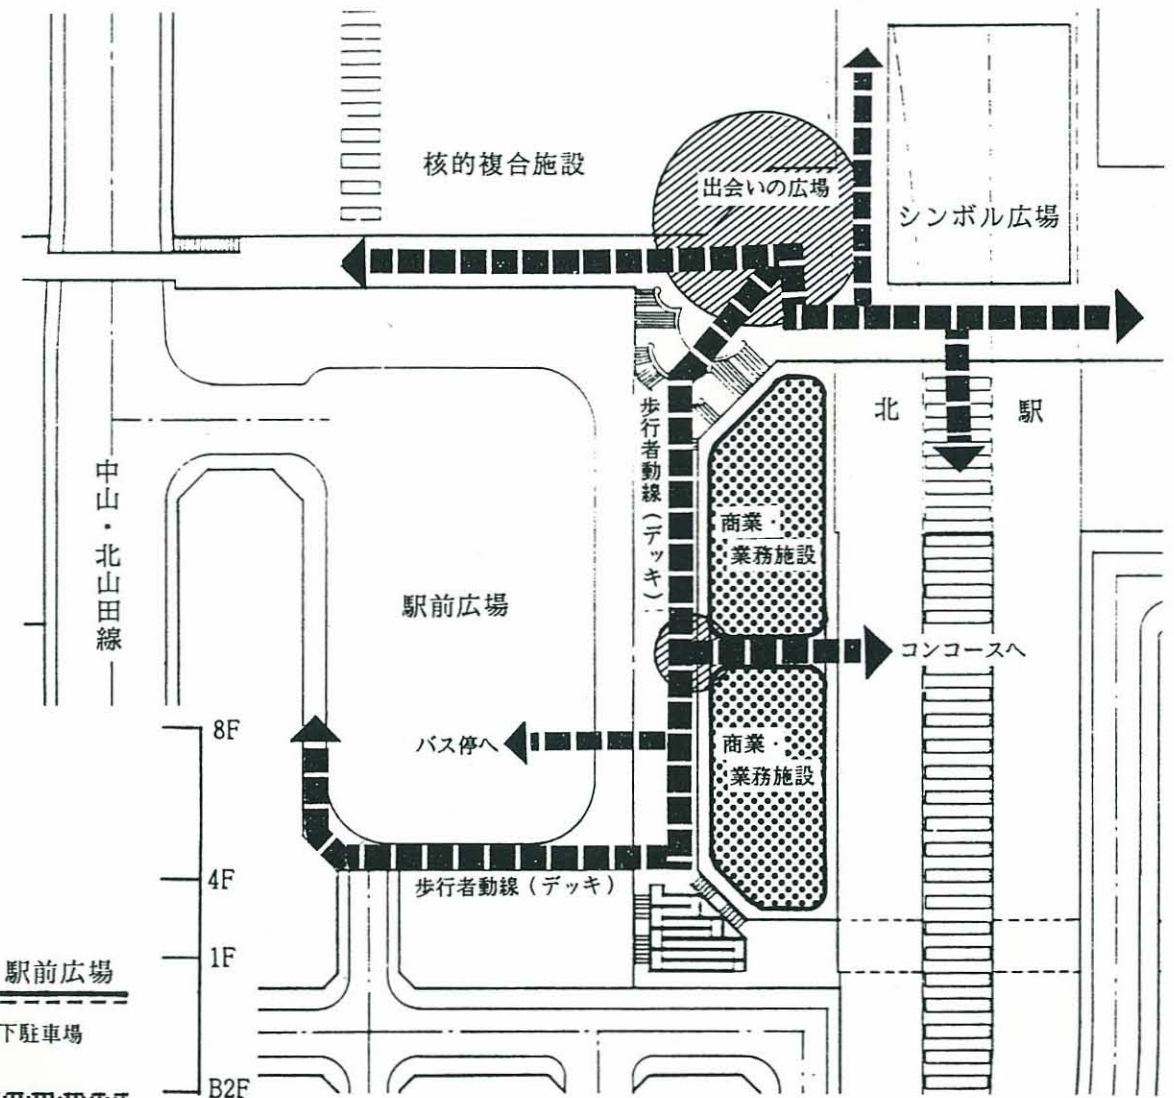 核的複合施設
出会いの広場
シンボル広場
北駅
歩行者動線(デッキ)
商業・
業務施設
中山・北山田線
駅前広場
コンコースへ
8F
バス停へ
商業・
業務施設
4F
歩行者動線(デッキ)
1F
駅前広場
下駐車場
B2F